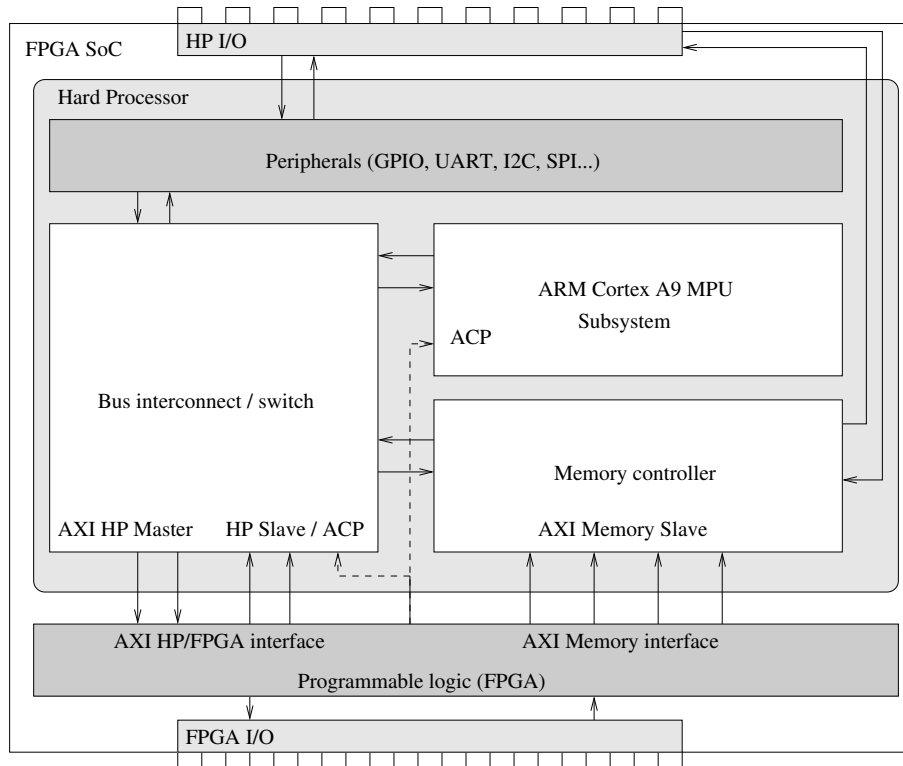 HP I/O
FPGA SoC
Hard Processor
Peripherals (GPIO, UART, I2C, SPI...)
ARM Cortex A9 MPU
Subsystem
ACP
Bus interconnect / switch
Memory controller
AXI HP Master
HP Slave / ACP
AXI Memory Slave
AXI HP/FPGA interface
AXI Memory interface
Programmable logic (FPGA)
FPGA I/O